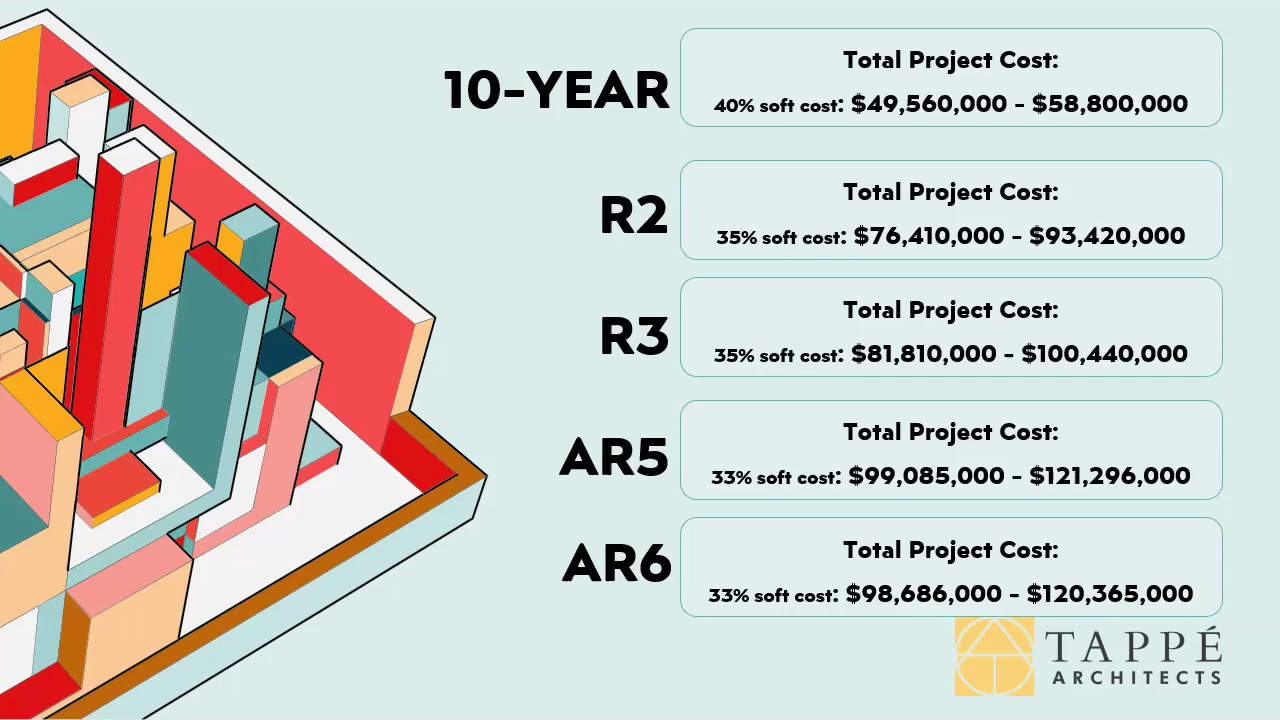 10-YEAR
Total Project Cost:
40% soft cost: $49,560,000 - $58,800,000
R2
Total Project Cost:
35% soft cost: $76,410,000 - $93,420,000
R3
Total Project Cost:
35% soft cost: $81,810,000 - $100,440,000
AR5
Total Project Cost:
33% soft cost: $99,085,000 - $121,296,000
AR6
Total Project Cost:
33% soft cost: $98,686,000 - $120,365,000
TAPPÉ
ARCHITECTS